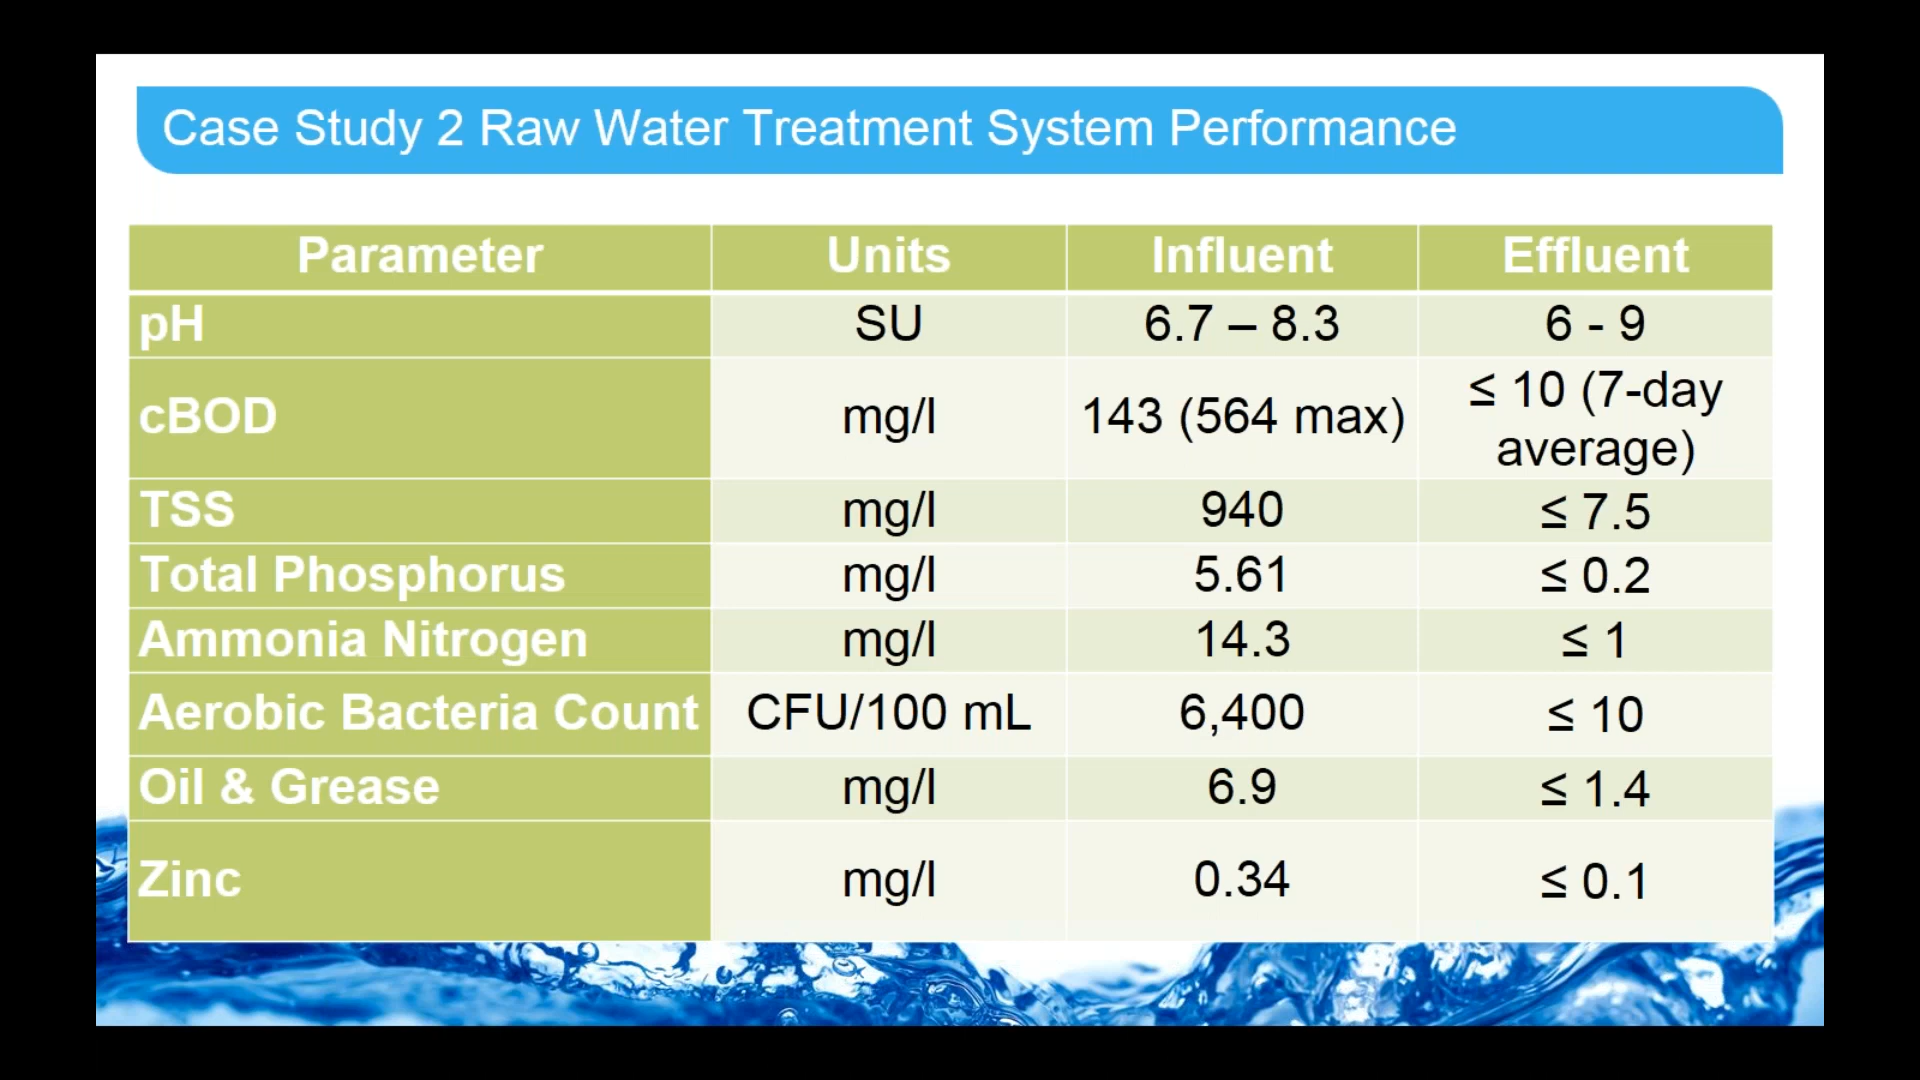 Case Study 2 Raw Water Treatment System Performance
Parameter Units Influent Effluent
pH SU 6.7 – 8.3 6 - 9
cBOD mg/l 143 (564 max) ≤ 10 (7-day
average)
TSS mg/l 940 ≤ 7.5
Total Phosphorus mg/l 5.61 ≤ 0.2
Ammonia Nitrogen mg/l 14.3 ≤ 1
Aerobic Bacteria Count CFU/100 mL 6,400 ≤ 10
Oil & Grease mg/l 6.9 ≤ 1.4
Zinc mg/l 0.34 ≤ 0.1